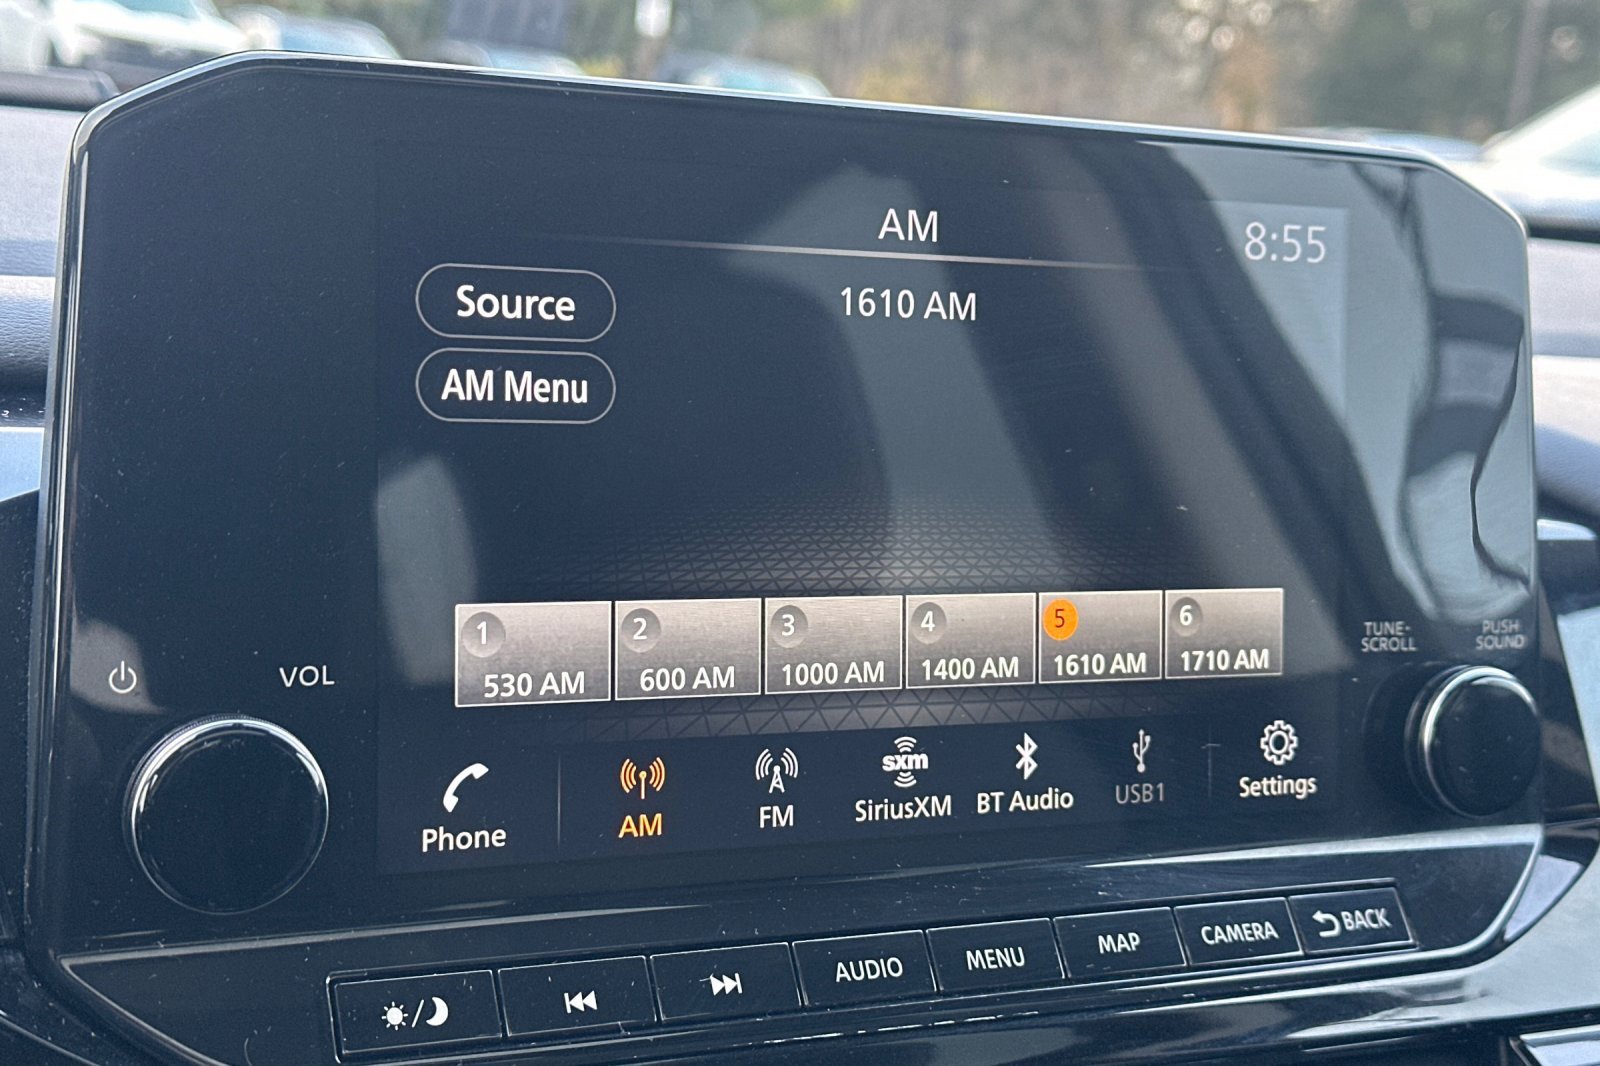 AM
8:55
Source
1610 AM
AM Menu
1
530 AM
2
600 AM
3
1000 AM
4
1400 AM
5
1610 AM
6
1710 AM
VOL
TUNE•
SCROLL
PUSH
SOUND
Phone
AM
FM
sxm
SiriusXM
BT Audio
USB1
Settings
AUDIO
MENU
MAP
CAMERA
BACK